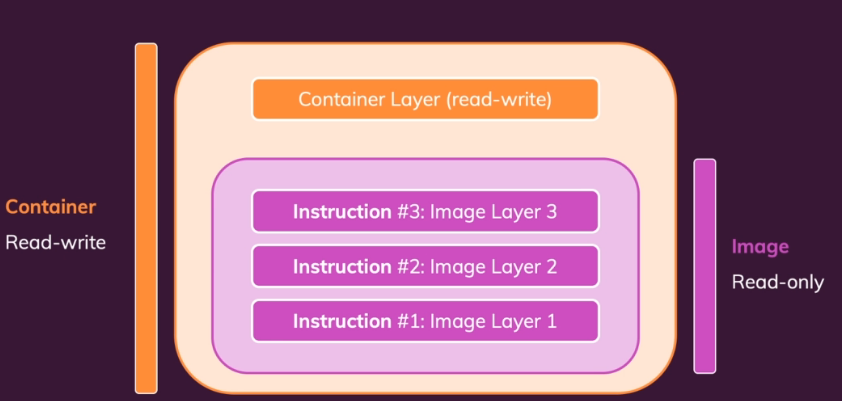 Container Layer (read-write)
Container
Read-write
Instruction #3: Image Layer 3
Instruction #2: Image Layer 2
Instruction #1: Image Layer 1
Image
Read-only